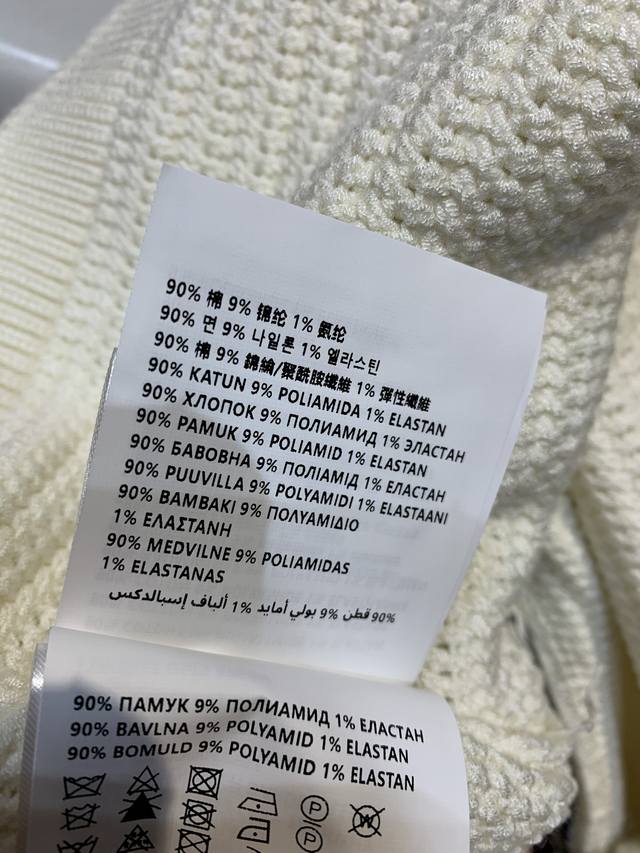 90% 棉 9% 锦纶 1% 氨纶
90% 면 9% 나일론 1% 엘라스틴
90% 棉 9% 錦綸/聚酰胺纖維 1% 彈性纖維
90% KATUN 9% POLIAMIDA 1% ELASTAN
90% ХЛОПОК 9% ПОЛИАМИД 1% ЭЛАСТАН
90% PAMUK 9% POLIAMID 1% ELASTAN
90% БАВОВНА 9% ПОЛІАМІД 1% ЕЛАСТАН
90% PUUVILLA 9% POLYAMIDI 1% ELASTAANI
90% ΒΑΜΒΑΚΙ 9% ΠΟΛΥΑΜΙΔΙΟ
1% ΕΛΑΣΤΑΝΗ
90% MEDVILNE 9% POLIAMIDAS
1% ELASTANAS
90% قطن 9% بولي أمايد 1% ألياف إسبالدكس
90% ПАМУК 9% ПОЛИАМИД 1% ЕЛАСТАН
90% BAVLNA 9% POLYAMID 1% ELASTAN
90% BOMULD 9% POLYAMID 1% ELASTAN
P
W
P